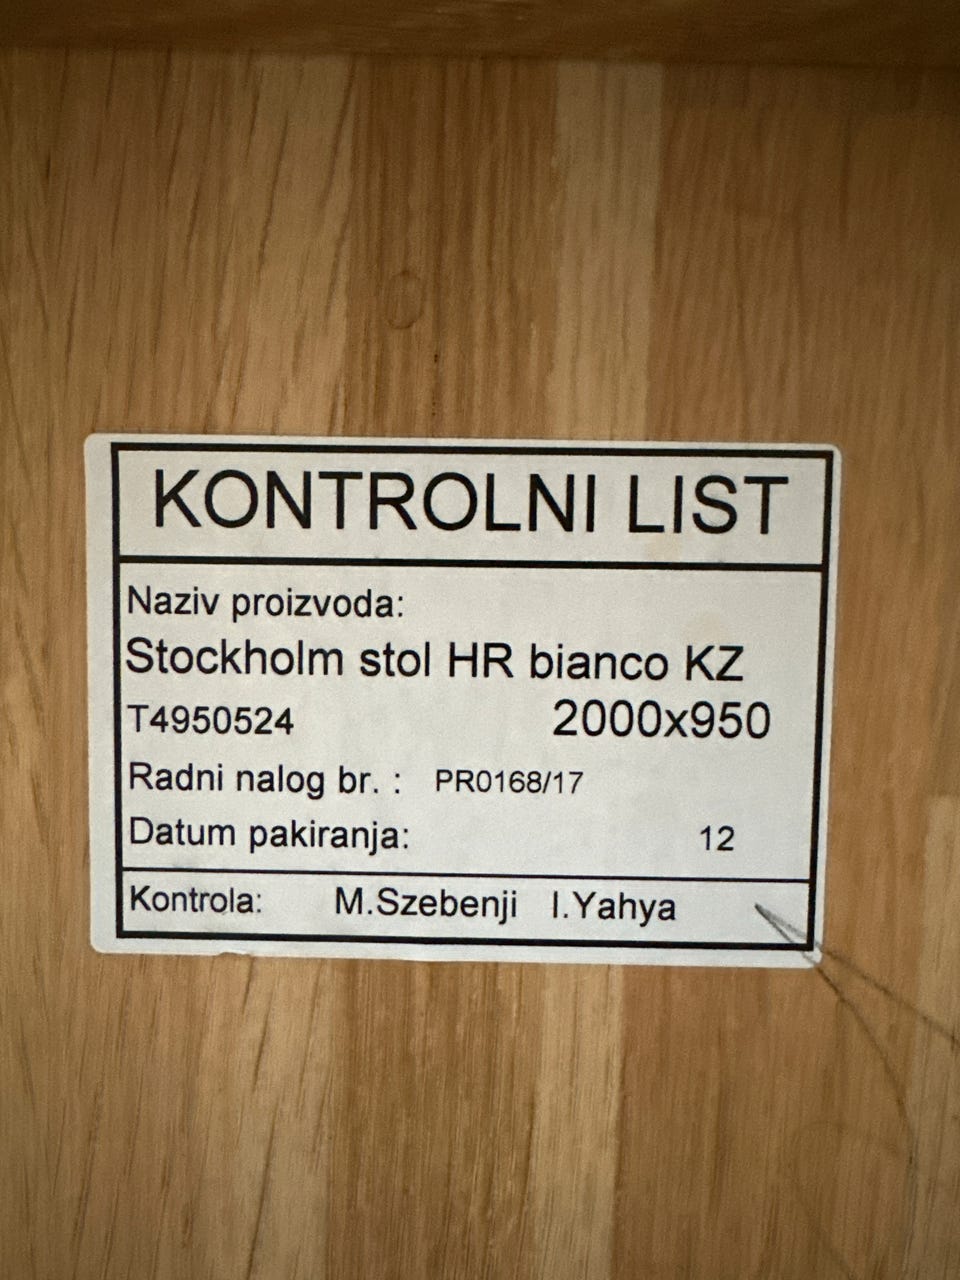 KONTROLNI LIST
Naziv proizvoda:
Stockholm stol HR bianco KZ
T4950524 2000x950
Radni nalog br. : PR0168/17
Datum pakiranja: 12
Kontrola: M.Szebenji I.Yahya